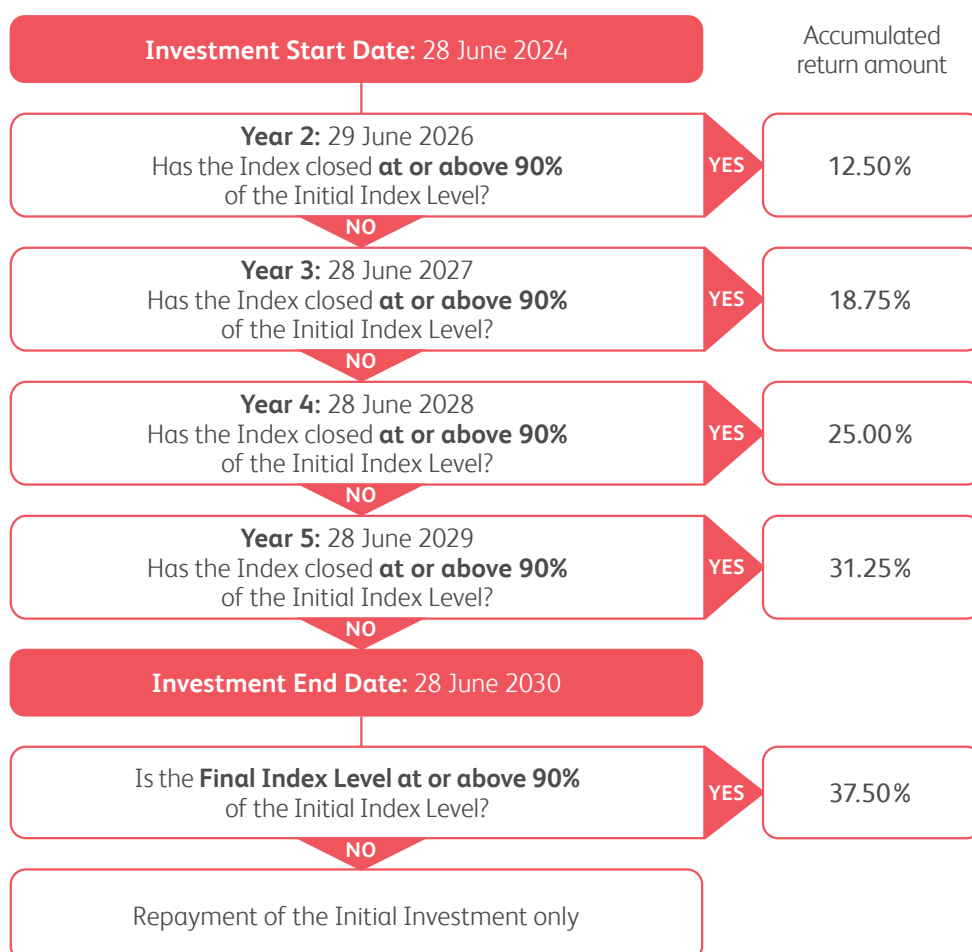 Investment Start Date: 28 June 2024
Accumulated
return amount
Year 2: 29 June 2026
Has the Index closed at or above 90%
of the Initial Index Level?
YES
12.50%
NO
Year 3: 28 June 2027
Has the Index closed at or above 90%
of the Initial Index Level?
YES
18.75%
NO
Year 4: 28 June 2028
Has the Index closed at or above 90%
of the Initial Index Level?
YES
25.00%
NO
Year 5: 28 June 2029
Has the Index closed at or above 90%
of the Initial Index Level?
YES
31.25%
NO
Investment End Date: 28 June 2030
Is the Final Index Level at or above 90%
of the Initial Index Level?
YES
37.50%
NO
Repayment of the Initial Investment only